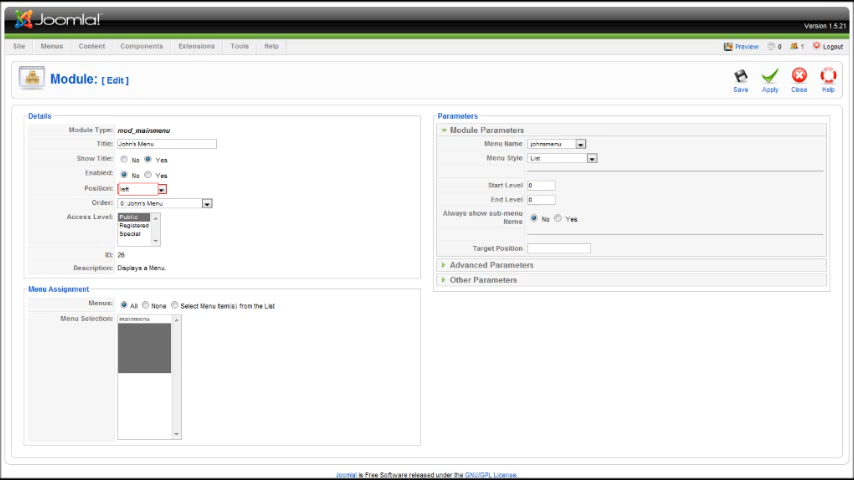 Joomla!
Version 1.5.21
Site Menus Content Components Extensions Tools Help
Preview 0 1 Logout
Module: [ Edit ]
Save Apply Close Help
Details
Module Type: mod_mainmenu
Title: John's Menu
Show Title: No Yes
Enabled: No Yes
Position: left
Order: 0::John's Menu
Access Level: Public
Registered
Special
ID: 26
Description: Displays a Menu.
Menu Assignment
Menus: All None Select Menu Item(s) from the List
Menu Selection: mainmenu
Parameters
Module Parameters
Menu Name johnsmenu
Menu Style List
Start Level 0
End Level 0
Always show sub-menu
Items No Yes
Target Position
Advanced Parameters
Other Parameters
Joomla! is Free Software released under the GNU/GPL License.